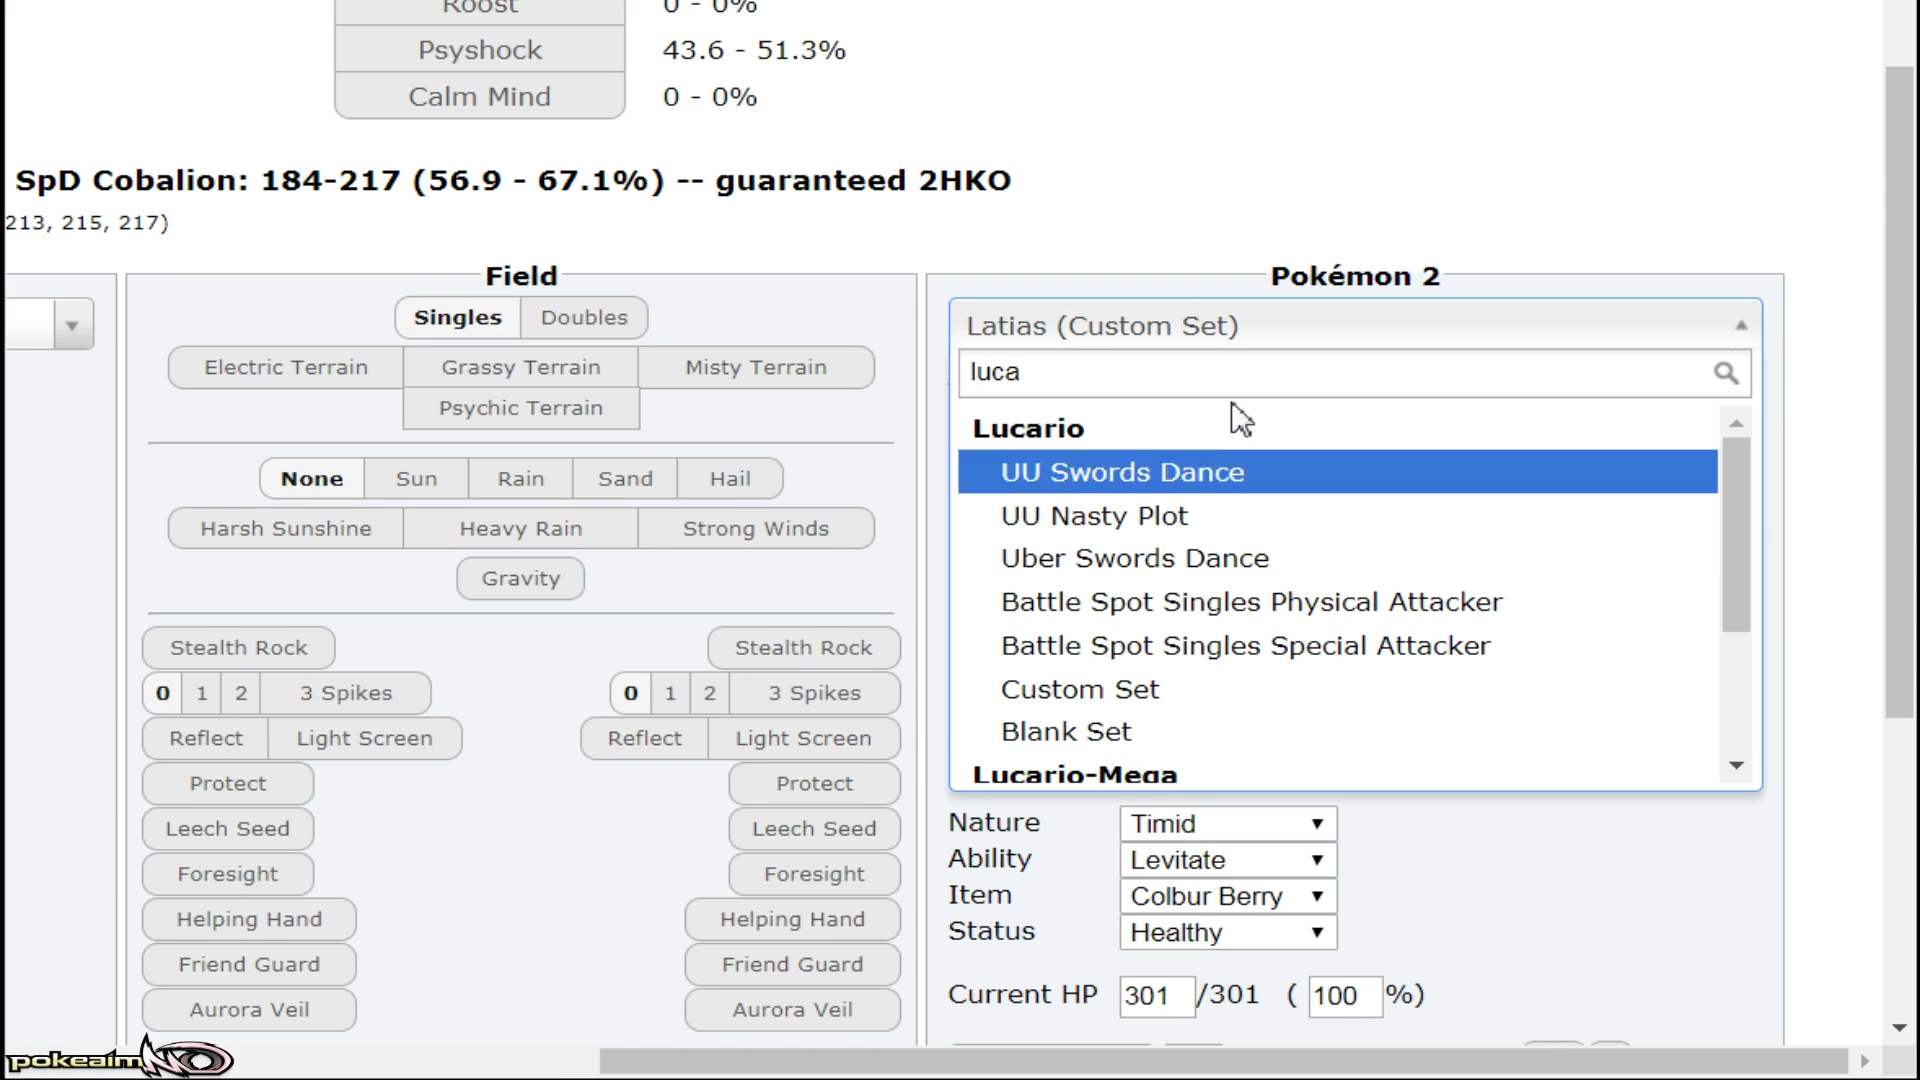 Roost 0 - 0%
Psyshock 43.6 - 51.3%
Calm Mind 0 - 0%
SpD Cobalion: 184-217 (56.9 - 67.1%) -- guaranteed 2HKO
213, 215, 217)
Field
Singles Doubles
Electric Terrain Grassy Terrain Misty Terrain
Psychic Terrain
None Sun Rain Sand Hail
Harsh Sunshine Heavy Rain Strong Winds
Gravity
Stealth Rock Stealth Rock
0 1 2 3 Spikes 0 1 2 3 Spikes
Reflect Light Screen Reflect Light Screen
Protect Protect
Leech Seed Leech Seed
Foresight Foresight
Helping Hand Helping Hand
Friend Guard Friend Guard
Aurora Veil Aurora Veil
Pokémon 2
Latias (Custom Set)
luca
Lucario
UU Swords Dance
UU Nasty Plot
Uber Swords Dance
Battle Spot Singles Physical Attacker
Battle Spot Singles Special Attacker
Custom Set
Blank Set
Lucario-Mega
Nature Timid
Ability Levitate
Item Colbur Berry
Status Healthy
Current HP 301/301 (100%)
pokeaim